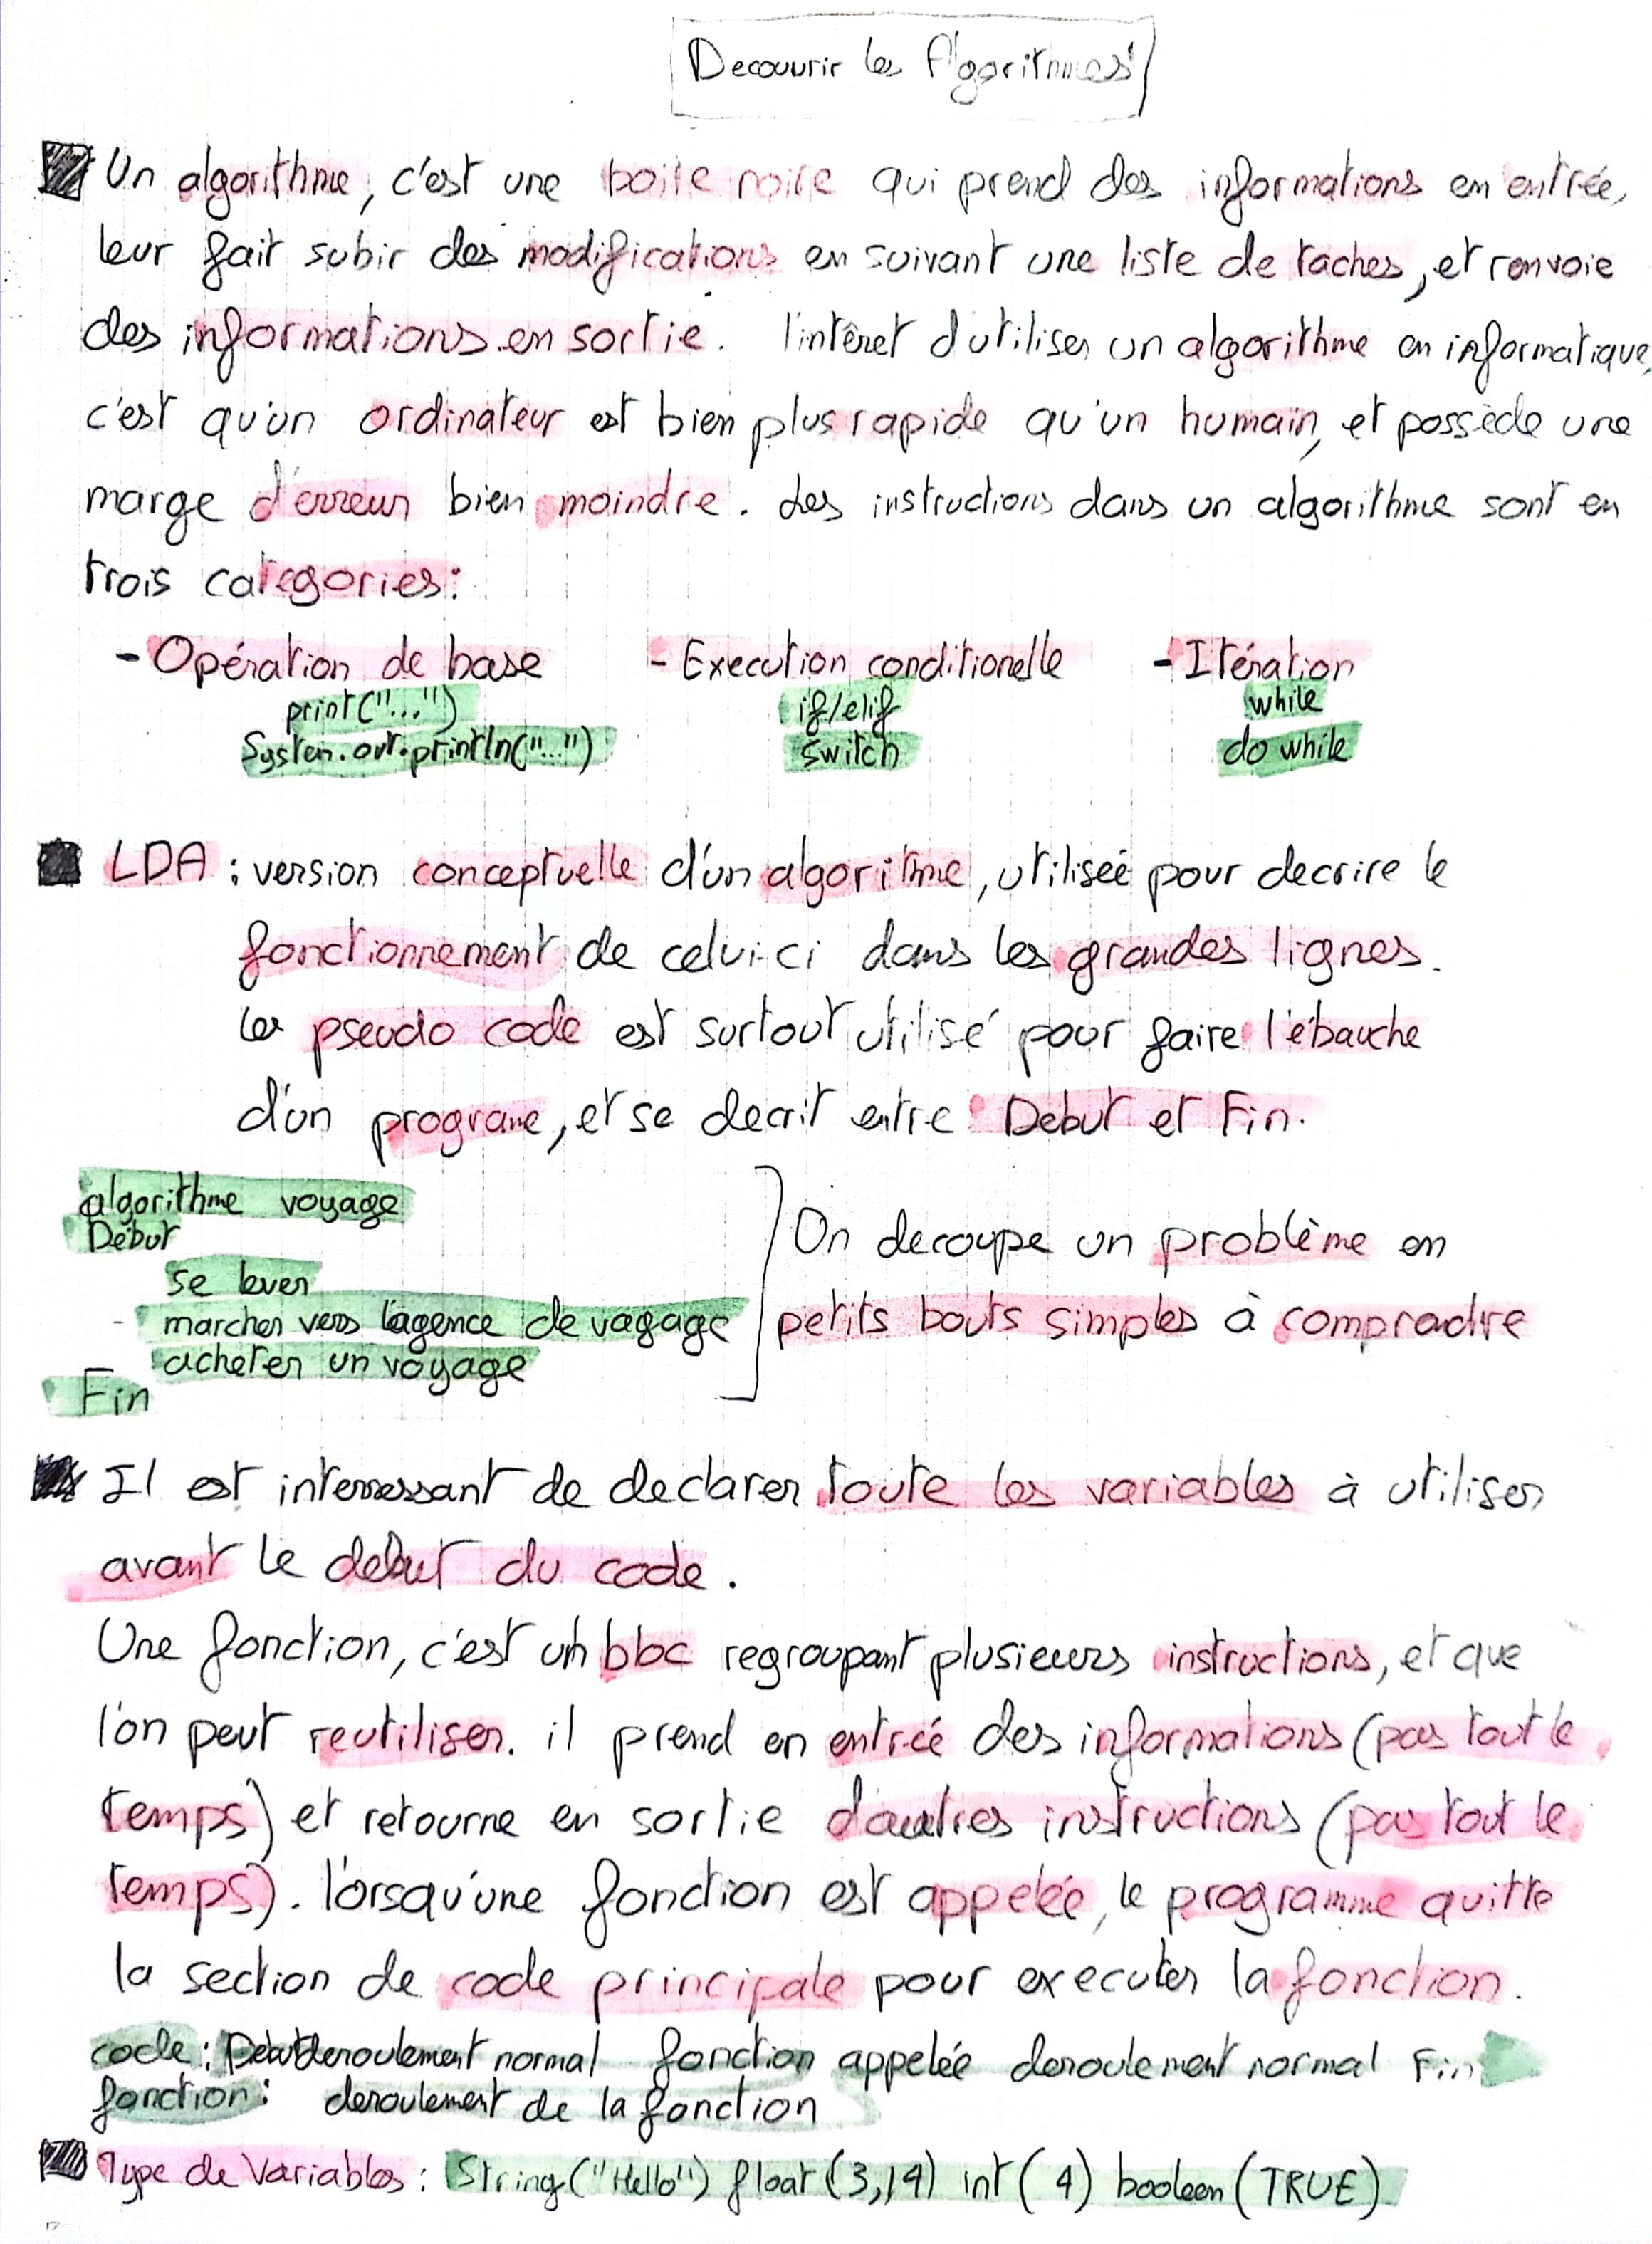 Decouvrir les Algorithmes
Un algorithme, c'est une boite noire qui prend des informations en entrée,
leur fait subir des modifications en suivant une liste de taches, et renvoie
des informations en sortie. l'intêret d'utiliser un algorithme en informatique,
c'est qu'un ordinateur est bien plus rapide qu'un humain, et possède une
marge d'erreur bien moindre. Les instructions dans un algorithme sont en
trois categories:
- Opération de base - Execution conditionelle - Itération
print("...") if/elif while
System.out.println("...") switch do while
LDA : version conceptuelle d'un algorithme, utilisée pour decrire le
fonctionnement de celui-ci dans les grandes lignes.
Les pseudo code est surtout utilisé pour faire l'ébauche
d'un programe, et se decrit entre Debut et Fin.
algorithme voyage
Début
se lever
- marcher vers l'agence de vagage
acheter un voyage
Fin
On decoupe un problème en
petits bouts simples à comprendre
Il est interressant de declarer toute les variables à utiliser
avant le debut du code.
Une fonction, c'est un bloc regroupant plusieurs instructions, et que
l'on peut reutiliser. il prend en entrée des informations (pas tout le
temps) et retourne en sortie d'autres instructions (pas tout le
temps). lorsqu'une fonction est appelée, le programme quitte
la section de code principale pour executer la fonction.
code: Début deroulement normal fonction appelée deroulement normal Fin
fonction: deroulement de la fonction
Type de Variables : String("Hello") float (3,14) int (4) booleen (TRUE)